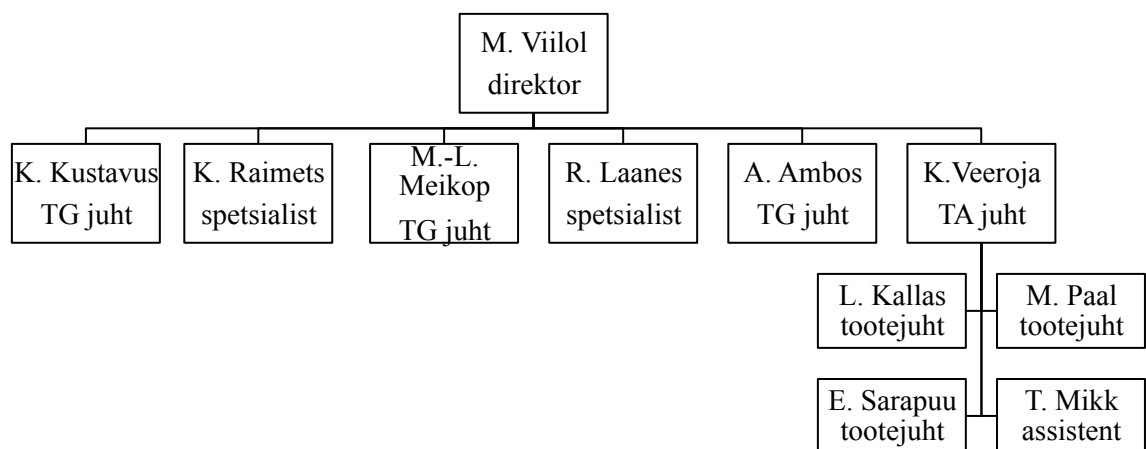 M. Viilol
direktor
K. Kustavus
TG juht
K. Raimets
spetsialist
M.-L.
Meikop
TG juht
R. Laanes
spetsialist
A. Ambos
TG juht
K.Veeroja
TA juht
L. Kallas
tootejuht
M. Paal
tootejuht
E. Sarapuu
tootejuht
T. Mikk
assistent